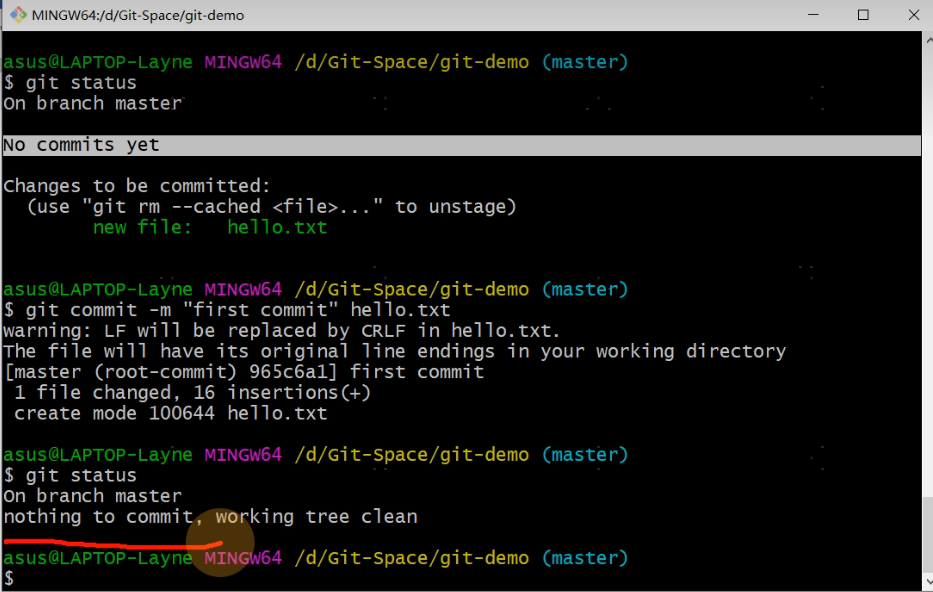 MINGW64:/d/Git-Space/git-demo
asus@LAPTOP-Layne MINGW64 /d/Git-Space/git-demo (master)
$ git status
On branch master
No commits yet
Changes to be committed:
  (use "git rm --cached <file>..." to unstage)
        new file:   hello.txt
asus@LAPTOP-Layne MINGW64 /d/Git-Space/git-demo (master)
$ git commit -m "first commit" hello.txt
warning: LF will be replaced by CRLF in hello.txt.
The file will have its original line endings in your working directory
[master (root-commit) 965c6a1] first commit
 1 file changed, 16 insertions(+)
 create mode 100644 hello.txt
asus@LAPTOP-Layne MINGW64 /d/Git-Space/git-demo (master)
$ git status
On branch master
nothing to commit, working tree clean
asus@LAPTOP-Layne MINGW64 /d/Git-Space/git-demo (master)
$